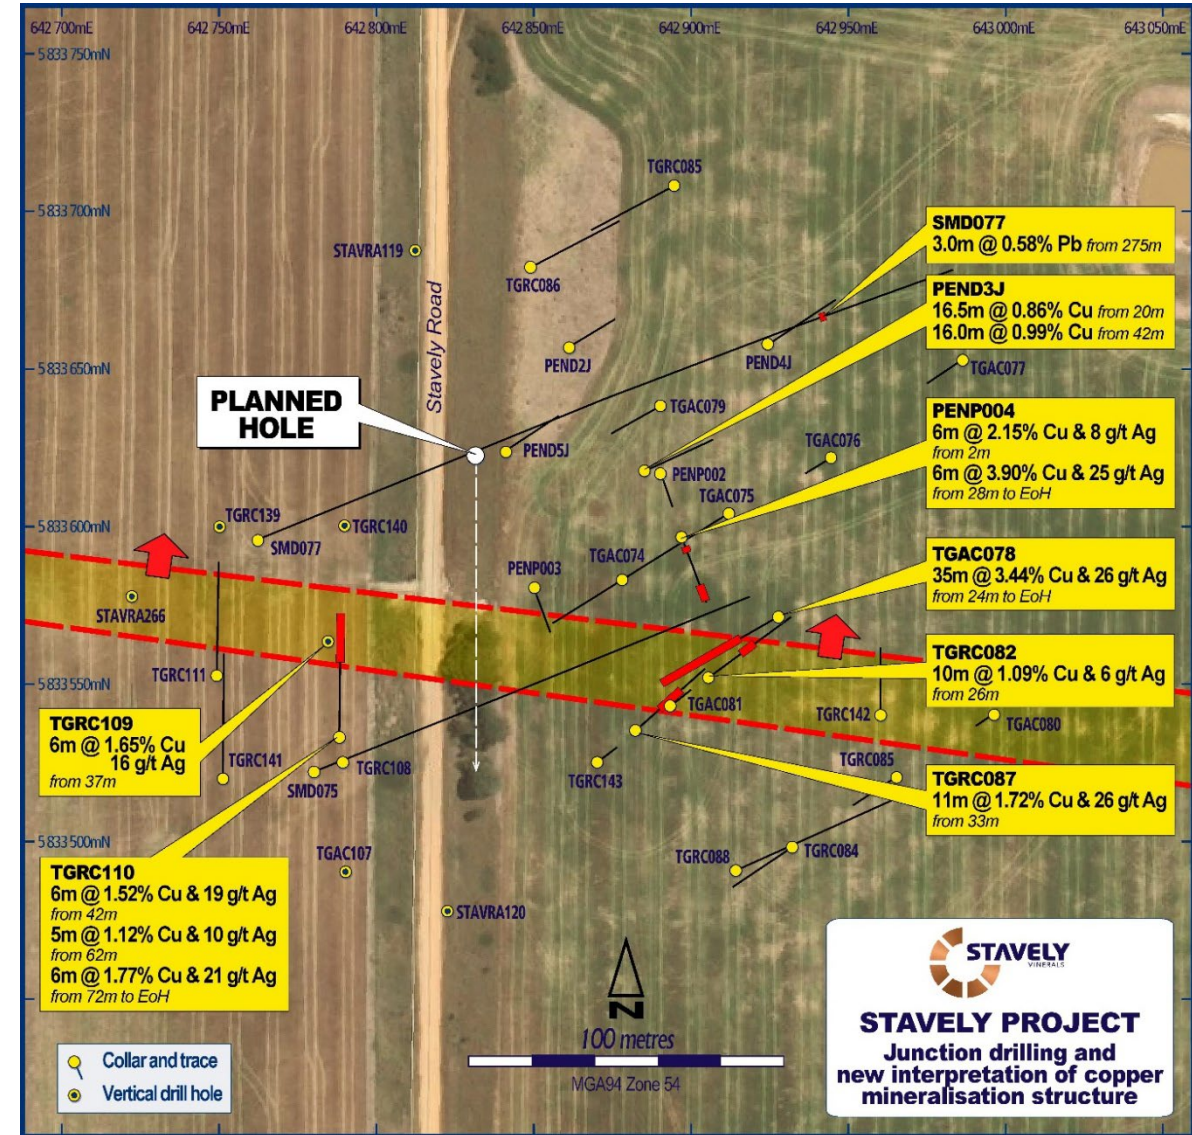 642 700mE
642 750mE
642 800mE
642 850mE
642 900mE
642 950mE
643 000mE
643 050mE
5 833 750mN
TGRC085
5 833 700mN
SMD077
3.0m @ 0.58% Pb from 275m
STAVRA119
TGRC086
PEND3J
16.5m @ 0.86% Cu from 20m
16.0m @ 0.99% Cu from 42m
Stavely Road
PEND2J
PEND4J
5 833 650mN
TGAC077
PLANNED
HOLE
TGAC079
PENP004
6m @ 2.15% Cu & 8 g/t Ag
from 2m
6m @ 3.90% Cu & 25 g/t Ag
from 28m to EoH
PEND5J
TGAC076
PENP002
TGAC075
TGRC139
TGRC140
5 833 600mN
SMD077
TGAC074
PENP003
TGAC078
35m @ 3.44% Cu & 26 g/t Ag
from 24m to EoH
STAVRA266
TGRC082
10m @ 1.09% Cu & 6 g/t Ag
from 26m
TGRC111
5 833 550mN
TGAC081
TGRC142
TGAC080
TGRC109
6m @ 1.65% Cu
16 g/t Ag
from 37m
TGRC141
TGRC108
SMD075
TGRC143
TGRC085
TGRC087
11m @ 1.72% Cu & 26 g/t Ag
from 33m
5 833 500mN
TGAC107
TGRC088
TGRC084
TGRC110
6m @ 1.52% Cu & 19 g/t Ag
from 42m
5m @ 1.12% Cu & 10 g/t Ag
from 62m
6m @ 1.77% Cu & 21 g/t Ag
from 72m to EoH
STAVRA120
N
100 metres
MGA94 Zone 54
Collar and trace
Vertical drill hole
STAVELY
MINERALS
STAVELY PROJECT
Junction drilling and
new interpretation of copper
mineralisation structure